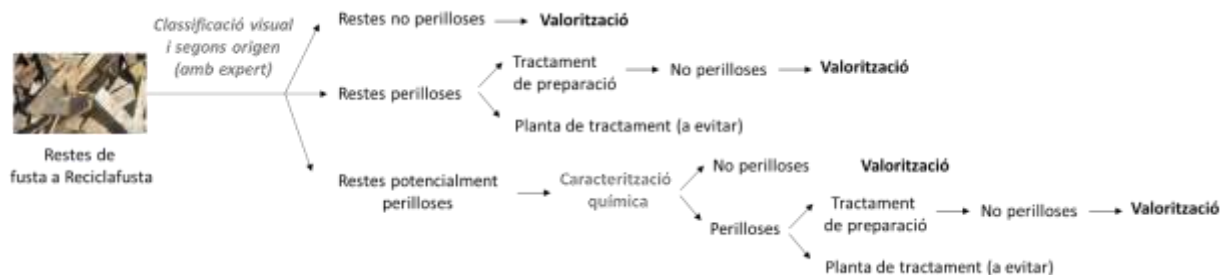 Classificació visual
i segons origen
(amb expert)
Restes de
fusta a Reciclafusta
Restes no perilloses
Valorització
Restes perilloses
Tractament
de preparació
No perilloses
Valorització
Planta de tractament (a evitar)
Restes potencialment
perilloses
Caracterització
química
No perilloses
Valorització
Perilloses
Tractament
de preparació
No perilloses
Valorització
Planta de tractament (a evitar)